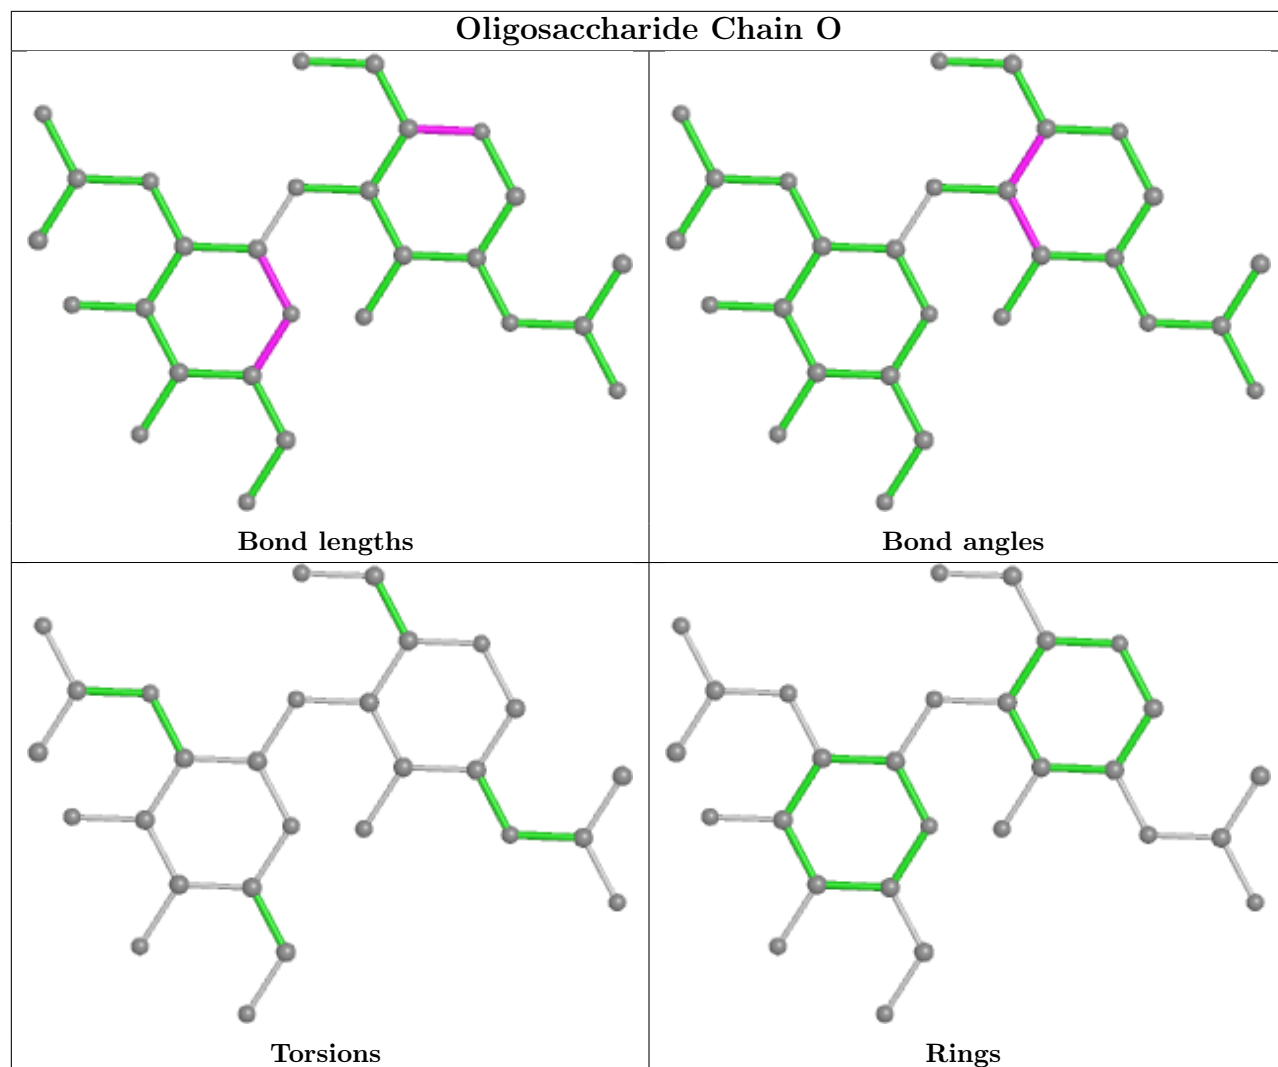 Oligosaccharide Chain O
Bond lengths
Bond angles
Torsions
Rings